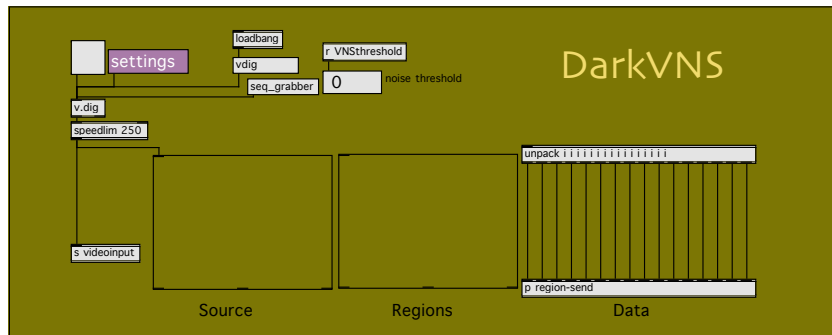 loadbang
settings
r VNSthreshold
DarkVNS
vdig
seq_grabber
0
noise threshold
v.dig
speedlim 250
unpack i i i i i i i i i i i i i i i i
s videoinput
p region-send
Source
Regions
Data